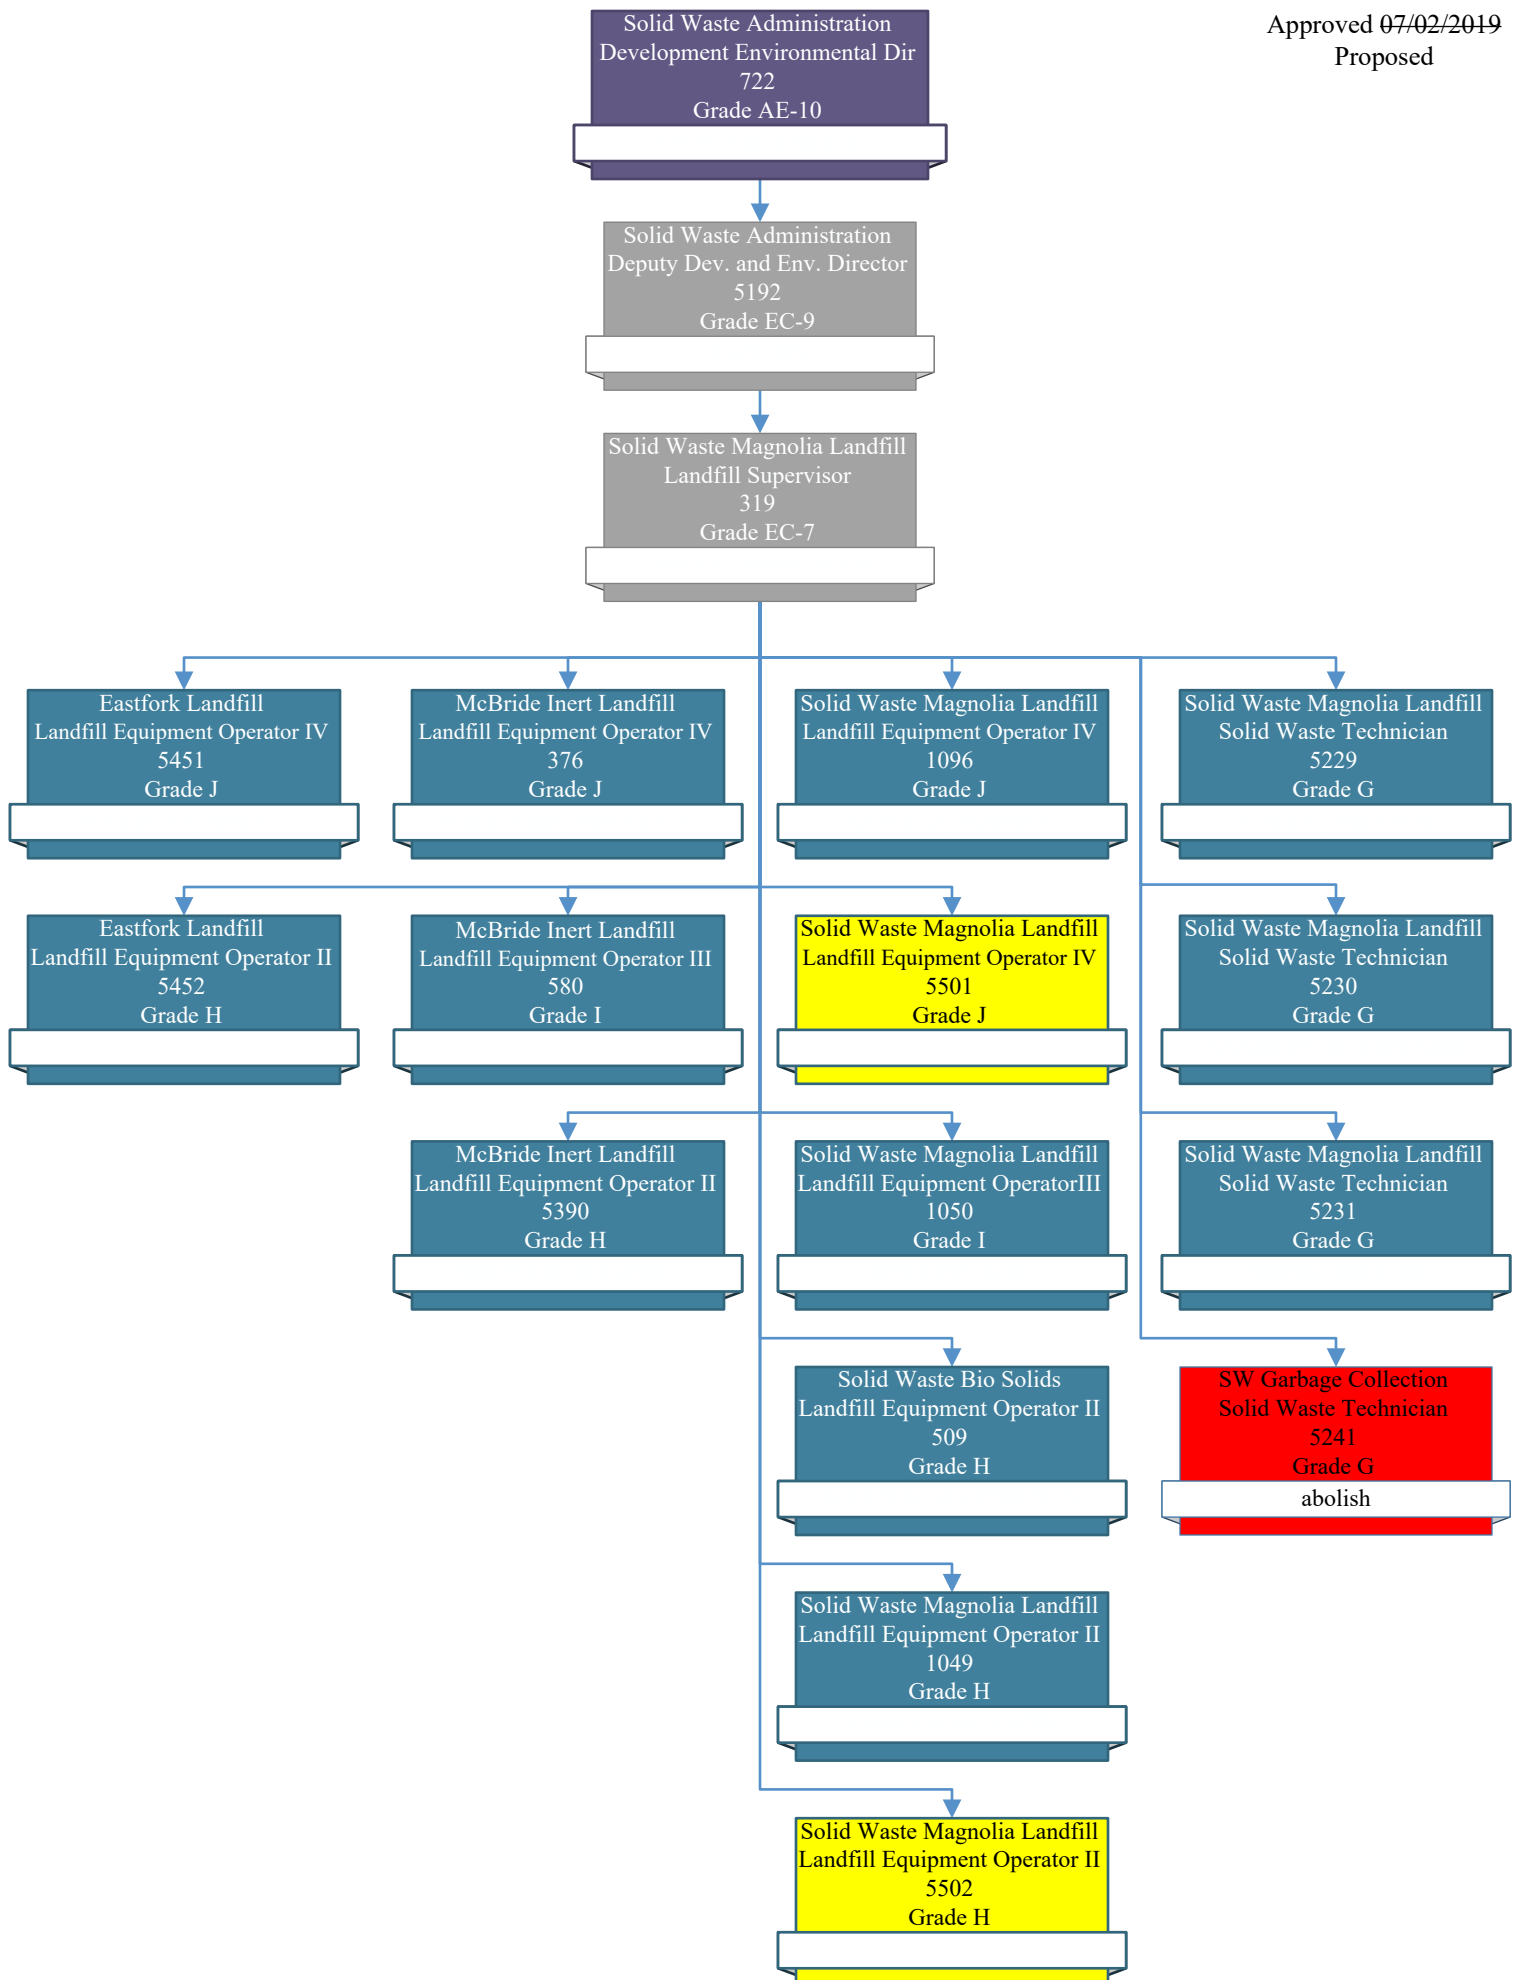 Solid Waste Administration
Development Environmental Dir
722
Grade AE-10
Approved 07/02/2019
Proposed
Solid Waste Administration
Deputy Dev. and Env. Director
5192
Grade EC-9
Solid Waste Magnolia Landfill
Landfill Supervisor
319
Grade EC-7
Eastfork Landfill
Landfill Equipment Operator IV
5451
Grade J
McBride Inert Landfill
Landfill Equipment Operator IV
376
Grade J
Solid Waste Magnolia Landfill
Landfill Equipment Operator IV
1096
Grade J
Solid Waste Magnolia Landfill
Solid Waste Technician
5229
Grade G
Eastfork Landfill
Landfill Equipment Operator II
5452
Grade H
McBride Inert Landfill
Landfill Equipment Operator III
580
Grade I
Solid Waste Magnolia Landfill
Landfill Equipment Operator IV
5501
Grade J
Solid Waste Magnolia Landfill
Solid Waste Technician
5230
Grade G
McBride Inert Landfill
Landfill Equipment Operator II
5390
Grade H
Solid Waste Magnolia Landfill
Landfill Equipment OperatorIII
1050
Grade I
Solid Waste Magnolia Landfill
Solid Waste Technician
5231
Grade G
Solid Waste Bio Solids
Landfill Equipment Operator II
509
Grade H
SW Garbage Collection
Solid Waste Technician
5241
Grade G
abolish
Solid Waste Magnolia Landfill
Landfill Equipment Operator II
1049
Grade H
Solid Waste Magnolia Landfill
Landfill Equipment Operator II
5502
Grade H